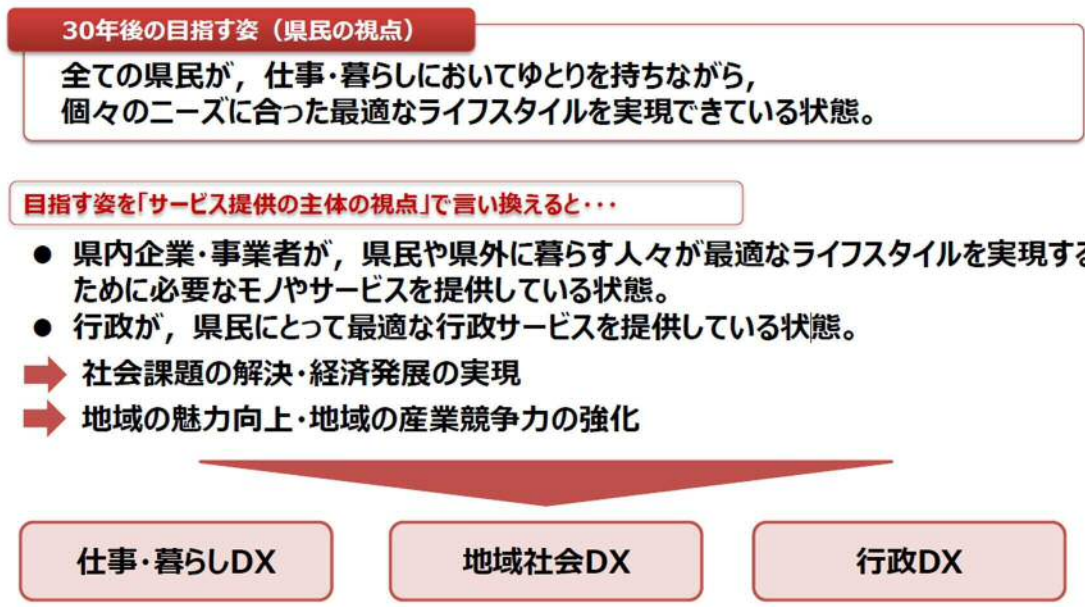 30年後の目指す姿（県民の視点）
全ての県民が，仕事・暮らしにおいてゆとりを持ちながら，
個々のニーズに合った最適なライフスタイルを実現できている状態。
目指す姿を「サービス提供の主体の視点」で言い換えると・・・
● 県内企業・事業者が，県民や県外に暮らす人々が最適なライフスタイルを実現する
ために必要なモノやサービスを提供している状態。
● 行政が，県民にとって最適な行政サービスを提供している状態。
社会課題の解決・経済発展の実現
地域の魅力向上・地域の産業競争力の強化
仕事・暮らしDX
地域社会DX
行政DX